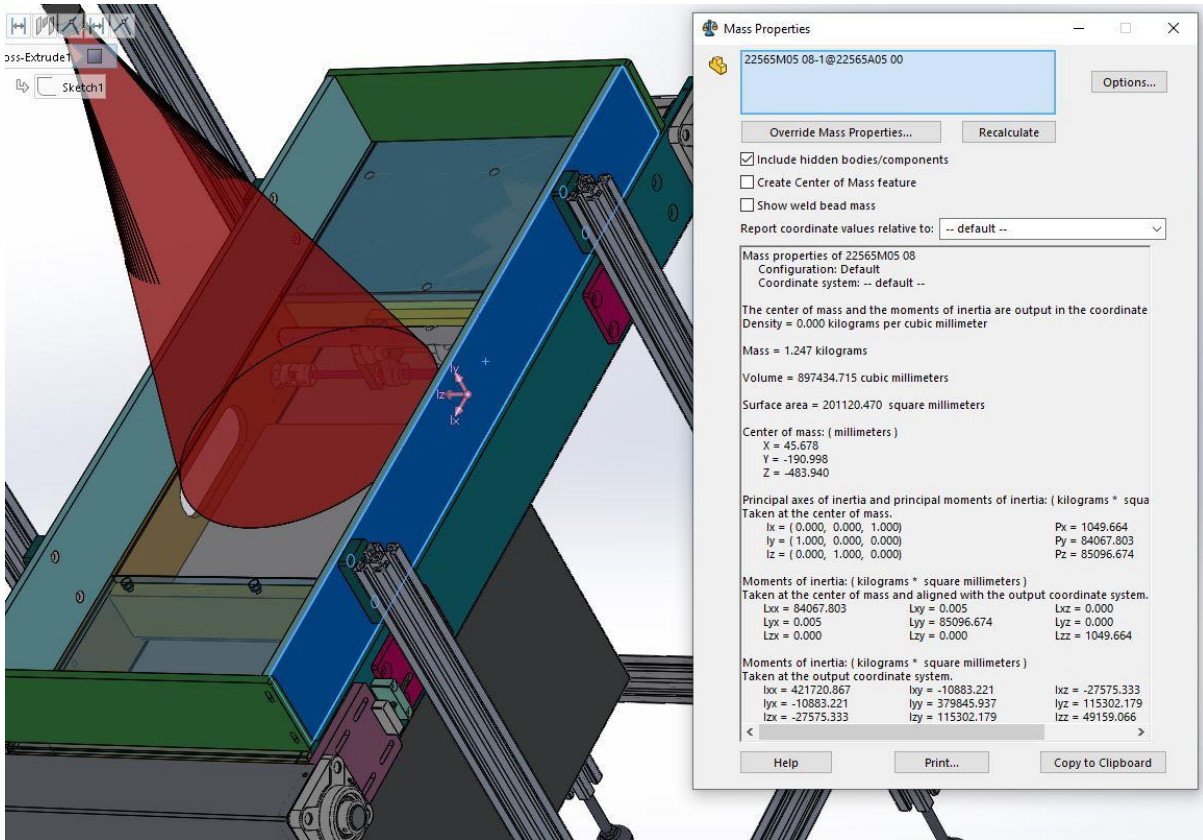 oss-Extrude1
Sketch1
Iy
Iz
Ix
Mass Properties
22565M05 08-1@22565A05 00
Options...
Override Mass Properties...
Recalculate
Include hidden bodies/components
Create Center of Mass feature
Show weld bead mass
Report coordinate values relative to: -- default --
Mass properties of 22565M05 08
Configuration: Default
Coordinate system: -- default --
The center of mass and the moments of inertia are output in the coordinate
Density = 0.000 kilograms per cubic millimeter
Mass = 1.247 kilograms
Volume = 897434.715 cubic millimeters
Surface area = 201120.470 square millimeters
Center of mass: ( millimeters )
X = 45.678
Y = -190.998
Z = -483.940
Principal axes of inertia and principal moments of inertia: ( kilograms * squa
Taken at the center of mass.
Ix = ( 0.000, 0.000, 1.000) Px = 1049.664
Iy = ( 1.000, 0.000, 0.000) Py = 84067.803
Iz = ( 0.000, 1.000, 0.000) Pz = 85096.674
Moments of inertia: ( kilograms * square millimeters )
Taken at the center of mass and aligned with the output coordinate system.
Lxx = 84067.803 Lxy = 0.005 Lxz = 0.000
Lyx = 0.005 Lyy = 85096.674 Lyz = 0.000
Lzx = 0.000 Lzy = 0.000 Lzz = 1049.664
Moments of inertia: ( kilograms * square millimeters )
Taken at the output coordinate system.
Ixx = 421720.867 Ixy = -10883.221 Ixz = -27575.333
Iyx = -10883.221 Iyy = 379845.937 Iyz = 115302.179
Izx = -27575.333 Izy = 115302.179 Izz = 49159.066
Help
Print...
Copy to Clipboard